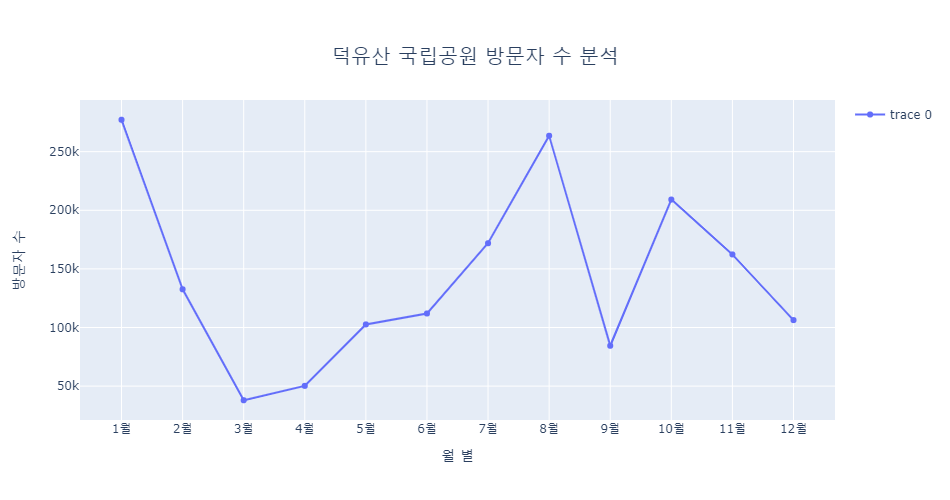 덕유산 국립공원 방문자 수 분석
trace 0
250k
200k
150k
100k
50k
방문자 수
1월 2월 3월 4월 5월 6월 7월 8월 9월 10월 11월 12월
월 별